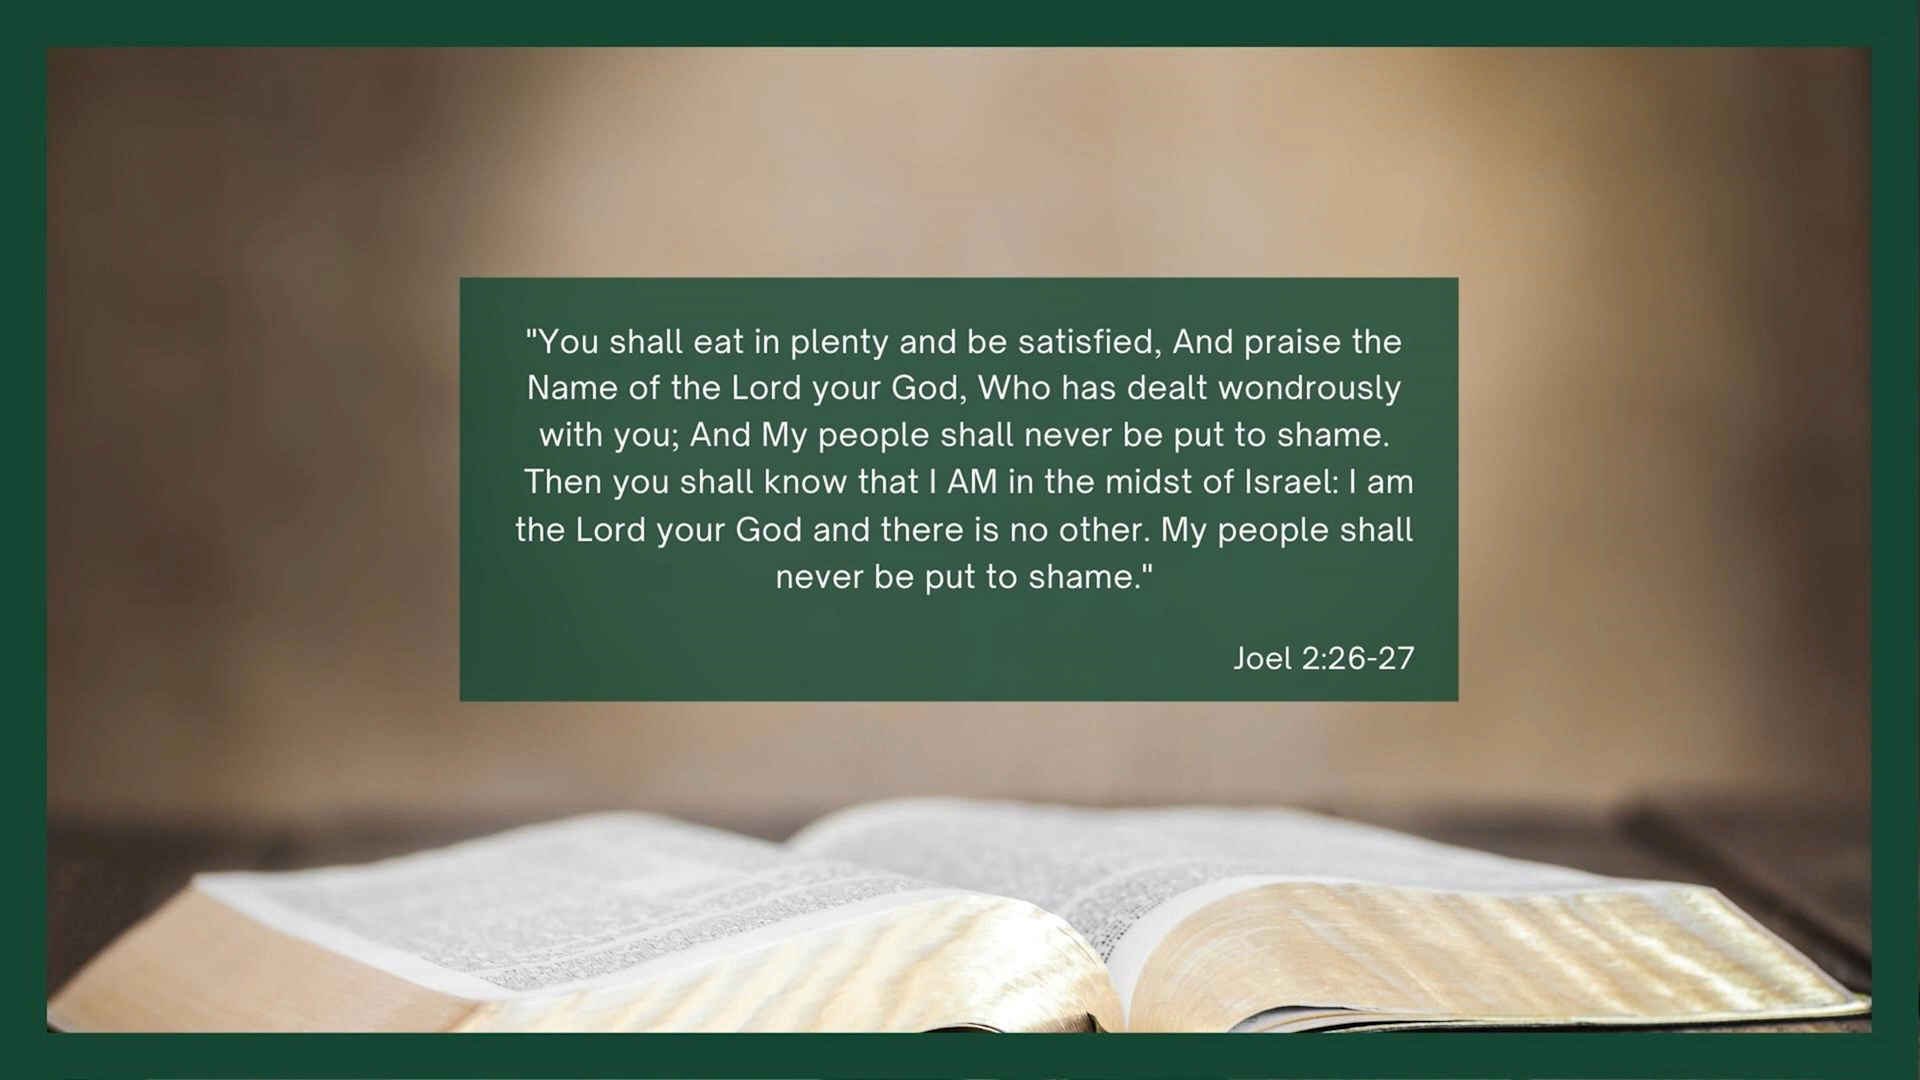 "You shall eat in plenty and be satisfied, And praise the
Name of the Lord your God, Who has dealt wondrously
with you; And My people shall never be put to shame.
Then you shall know that I AM in the midst of Israel: I am
the Lord your God and there is no other. My people shall
never be put to shame."
Joel 2:26-27